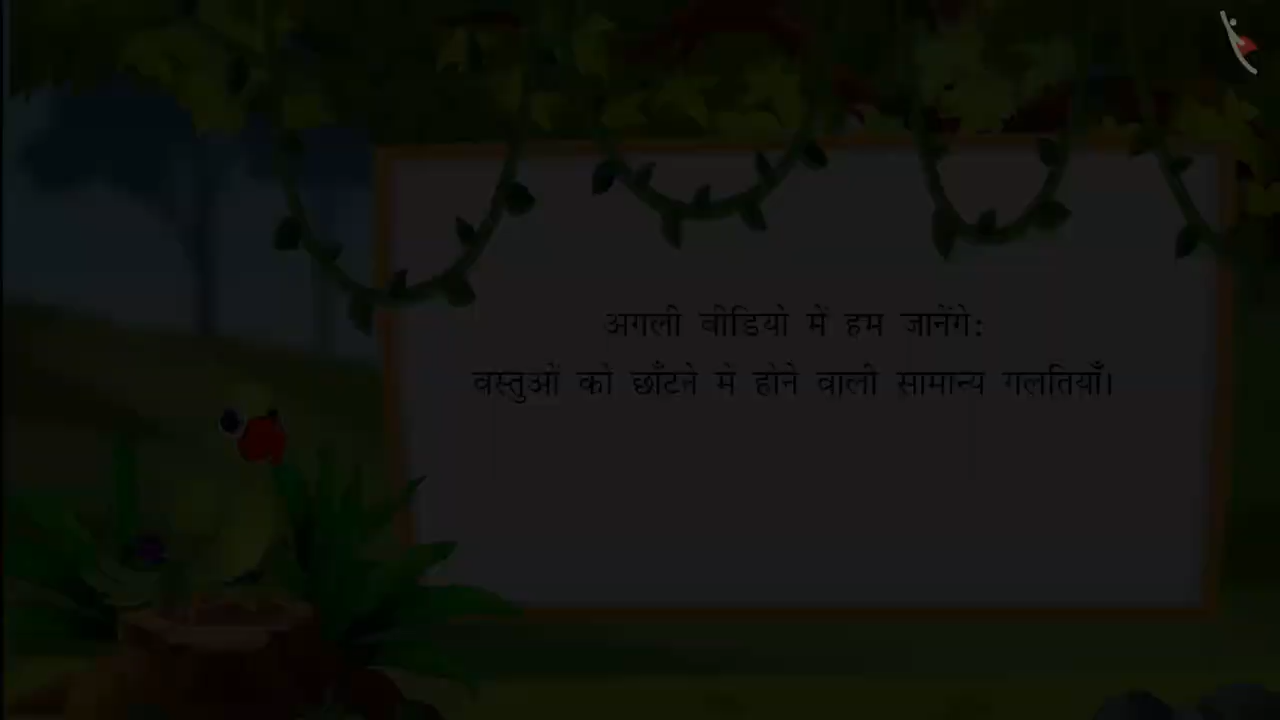 अगली वीडियो में हम जानेंगे:
वस्तुओं को छाँटने में होने वाली सामान्य गलतियाँ।